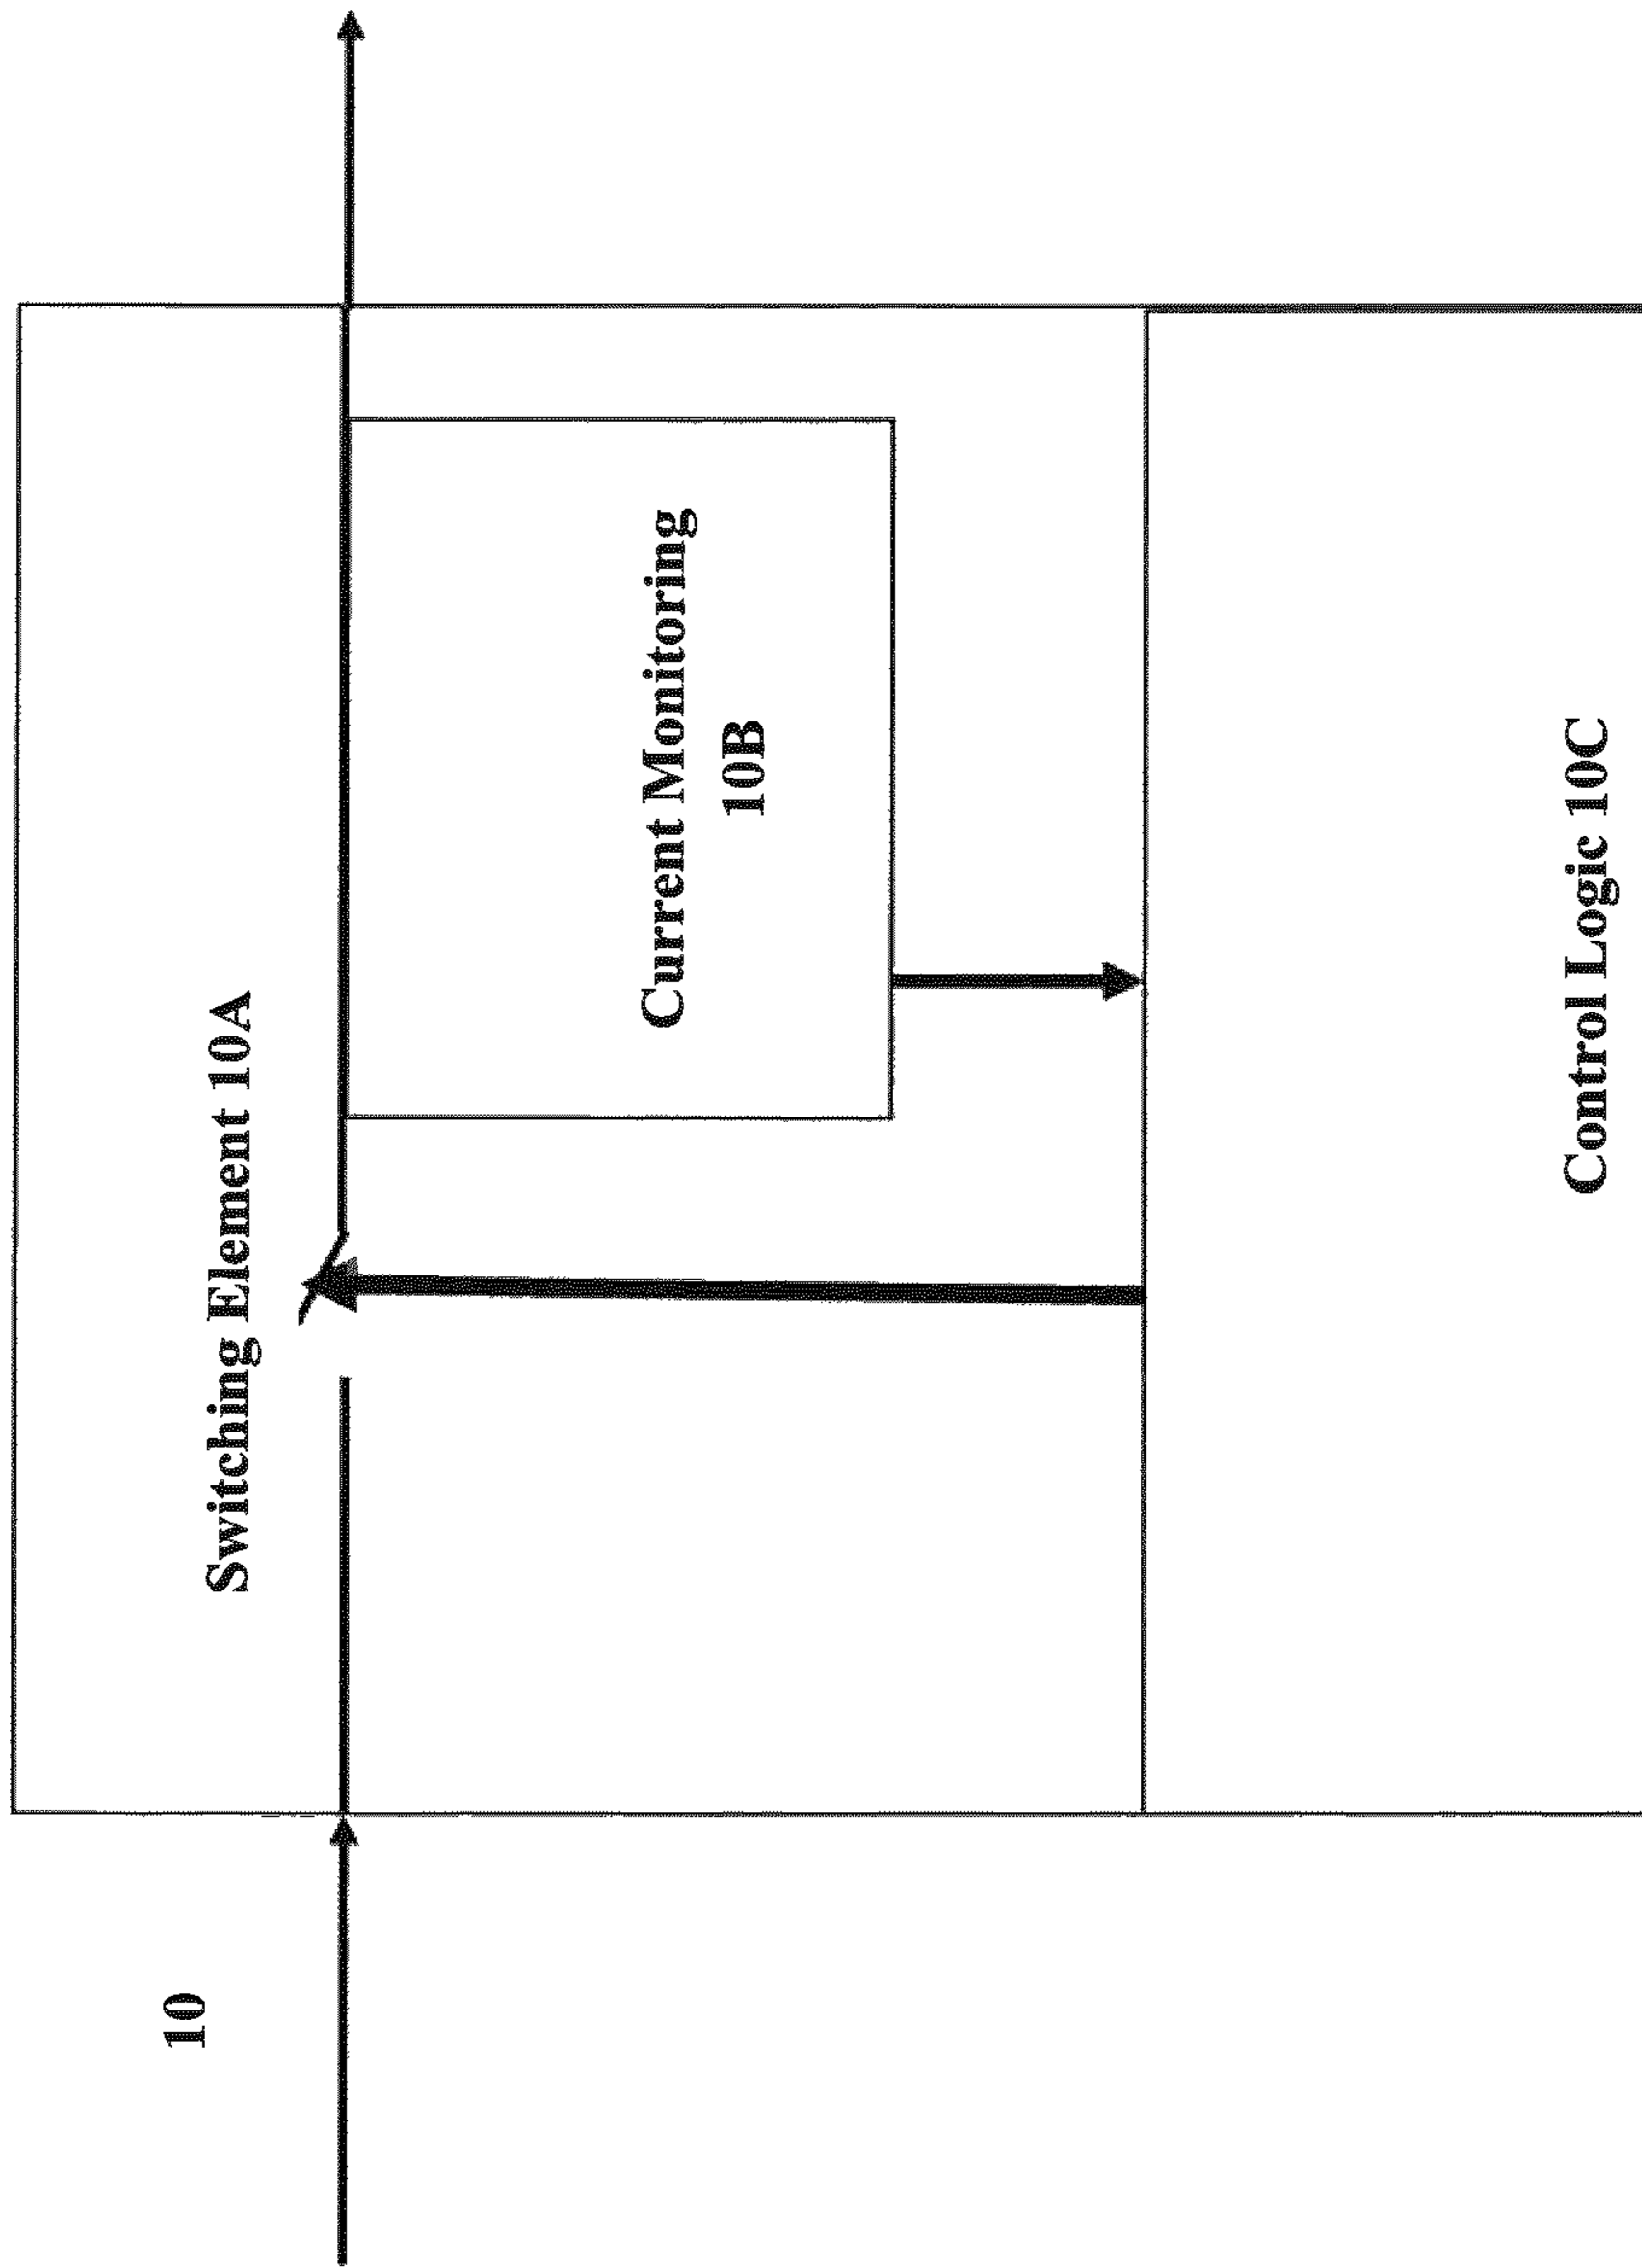 10
Switching Element 10A
Current Monitoring
10B
Control Logic 10C